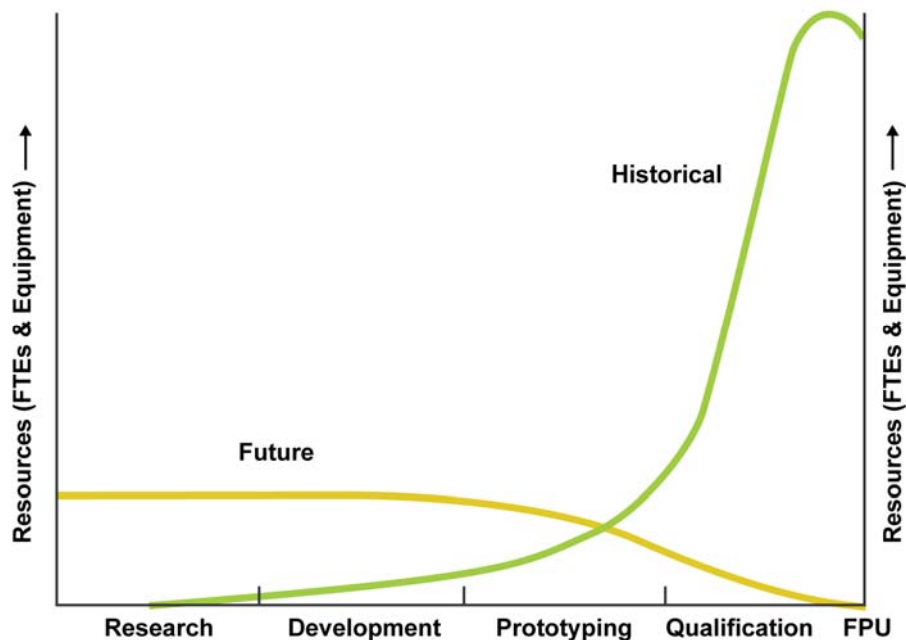 Resources (FTEs & Equipment) →
Historical
Future
Resources (FTEs & Equipment) →
Research Development Prototyping Qualification FPU